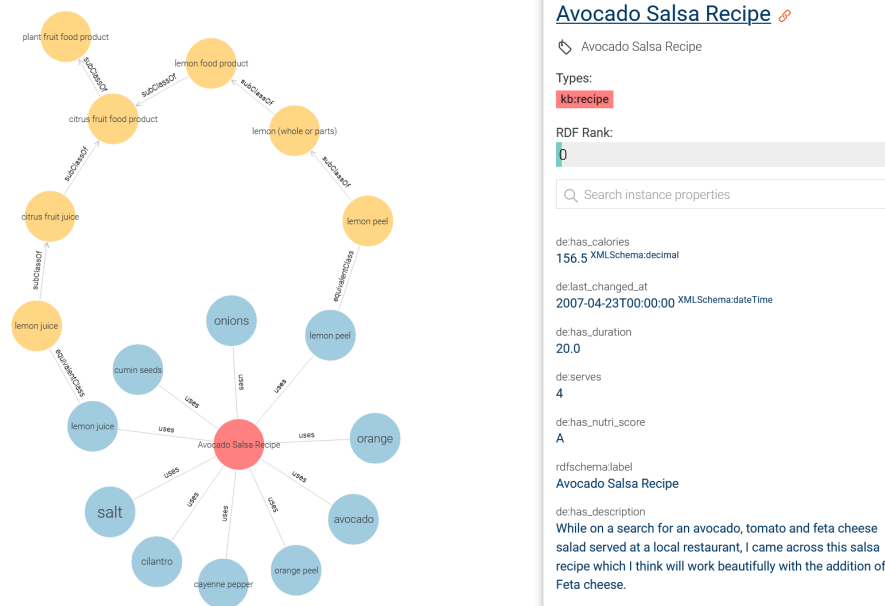 plant fruit food product
subClassOf
lemon food product
subClassOf
subClassOf
citrus fruit food product
lemon (whole or parts)
subClassOf
subClassOf
citrus fruit juice
lemon peel
subClassOf
equivalentClass
lemon juice
onions
lemon peel
equivalentClass
cumin seeds
uses
uses
uses
lemon juice
uses
Avocado Salsa Recipe
uses
orange
uses
uses
salt
uses
uses
uses
avocado
cilantro
cayenne pepper
orange peel
Avocado Salsa Recipe
Avocado Salsa Recipe
Types:
kb:recipe
RDF Rank:
0
Search instance properties
de:has_calories
156.5 XMLSchema:decimal
de:last_changed_at
2007-04-23T00:00:00 XMLSchema:dateTime
de:has_duration
20.0
de:serves
4
de:has_nutri_score
A
rdfschema:label
Avocado Salsa Recipe
de:has_description
While on a search for an avocado, tomato and feta cheese
salad served at a local restaurant, I came across this salsa
recipe which I think will work beautifully with the addition of
Feta cheese.